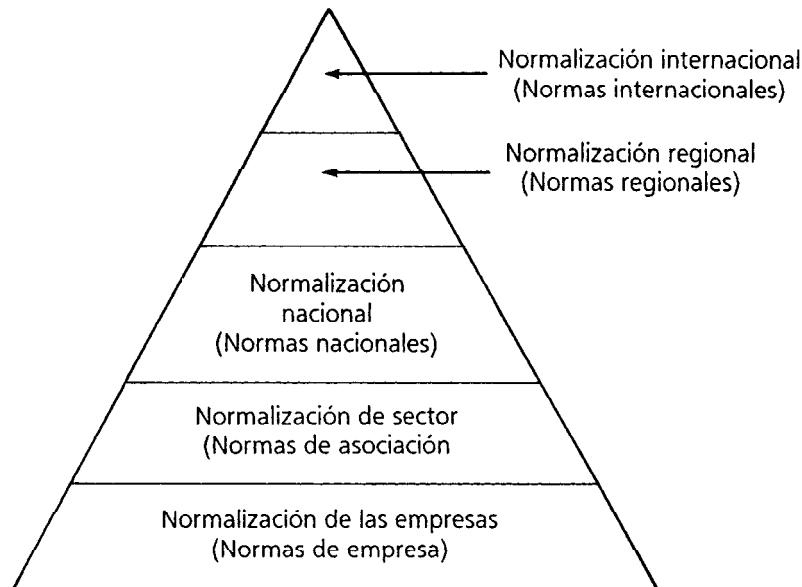 Normalización internacional
(Normas internacionales)
Normalización regional
(Normas regionales)
Normalización
nacional
(Normas nacionales)
Normalización de sector
(Normas de asociación
Normalización de las empresas
(Normas de empresa)